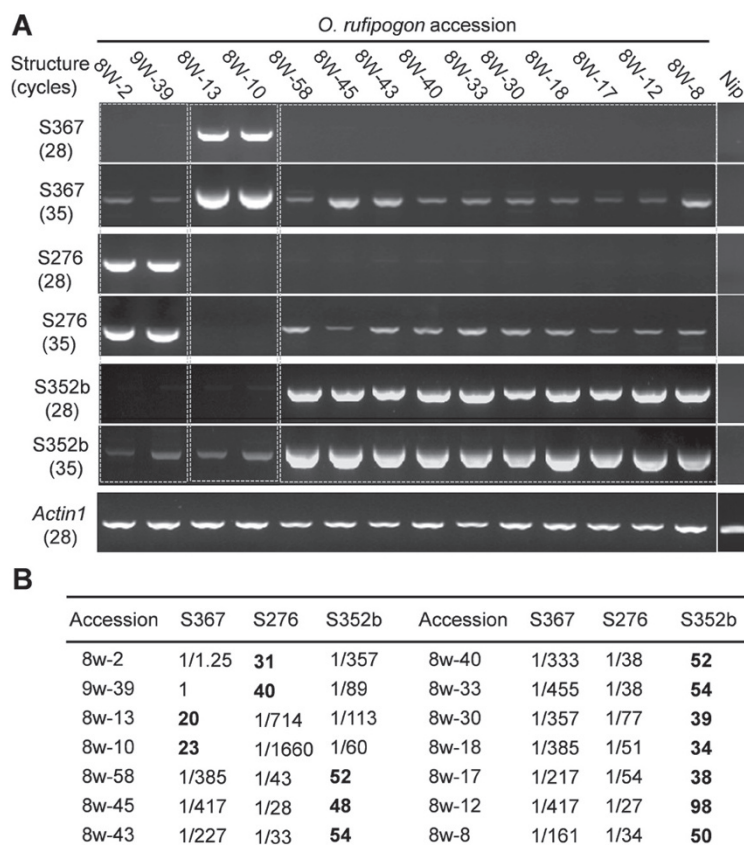 A
O. rufipogon accession
Structure
(cycles)
8W-2 9W-39 8W-13 8W-10 8W-58 8W-45 8W-43 8W-40 8W-33 8W-30 8W-18 8W-17 8W-12 8W-8 Nip
S367
(28)
S367
(35)
S276
(28)
S276
(35)
S352b
(28)
S352b
(35)
Actin1
(28)
B
Accession S367 S276 S352b Accession S367 S276 S352b
8w-2 1/1.25 31 1/357 8w-40 1/333 1/38 52
9w-39 1 40 1/89 8w-33 1/455 1/38 54
8w-13 20 1/714 1/113 8w-30 1/357 1/77 39
8w-10 23 1/1660 1/60 8w-18 1/385 1/51 34
8w-58 1/385 1/43 52 8w-17 1/217 1/54 38
8w-45 1/417 1/28 48 8w-12 1/417 1/27 98
8w-43 1/227 1/33 54 8w-8 1/161 1/34 50